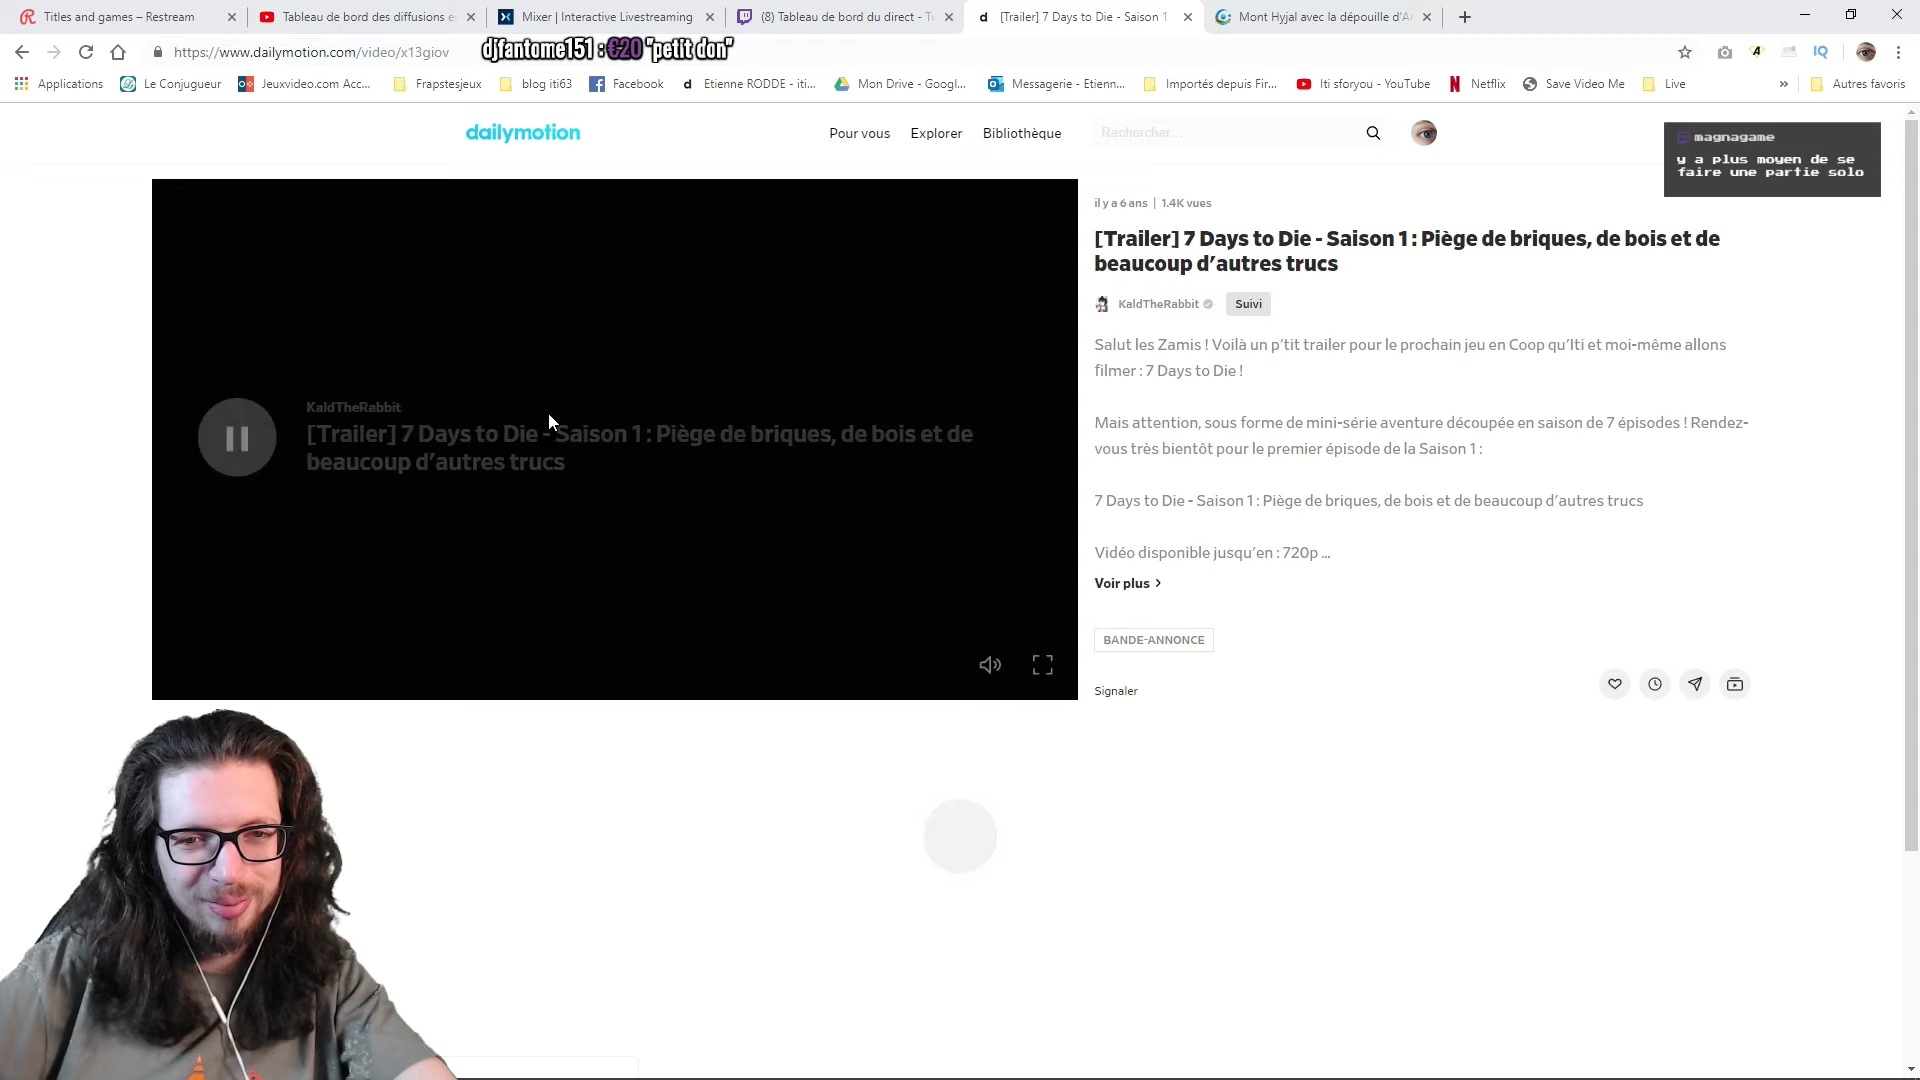 Titles and games – Restream
Tableau de bord des diffusions e
Mixer | Interactive Livestreaming
(8) Tableau de bord du direct - Tw
[Trailer] 7 Days to Die - Saison 1
Mont Hyjal avec la dépouille d'A
https://www.dailymotion.com/video/x13giov
djfantome151 : €20 "petit don"
Applications
Le Conjugueur
Jeuxvideo.com Acc...
Frapstesjeux
blog iti63
Facebook
Etienne RODDE - iti...
Mon Drive - Googl...
Messagerie - Etienn...
Importés depuis Fir...
Iti sforyou - YouTube
Netflix
Save Video Me
Live
»
Autres favoris
dailymotion
Pour vous
Explorer
Bibliothèque
Rechercher...
magnagame
y a plus moyen de se
faire une partie solo
il y a 6 ans | 1.4K vues
[Trailer] 7 Days to Die - Saison 1 : Piège de briques, de bois et de
beaucoup d'autres trucs
KaldTheRabbit
Suivi
Salut les Zamis ! Voilà un p'tit trailer pour le prochain jeu en Coop qu'Iti et moi-même allons
filmer : 7 Days to Die !
Mais attention, sous forme de mini-série aventure découpée en saison de 7 épisodes ! Rendez-
vous très bientôt pour le premier épisode de la Saison 1 :
7 Days to Die - Saison 1 : Piège de briques, de bois et de beaucoup d'autres trucs
Vidéo disponible jusqu'en : 720p ...
Voir plus >
BANDE-ANNONCE
Signaler
KaldTheRabbit
[Trailer] 7 Days to Die - Saison 1 : Piège de briques, de bois et de
beaucoup d'autres trucs